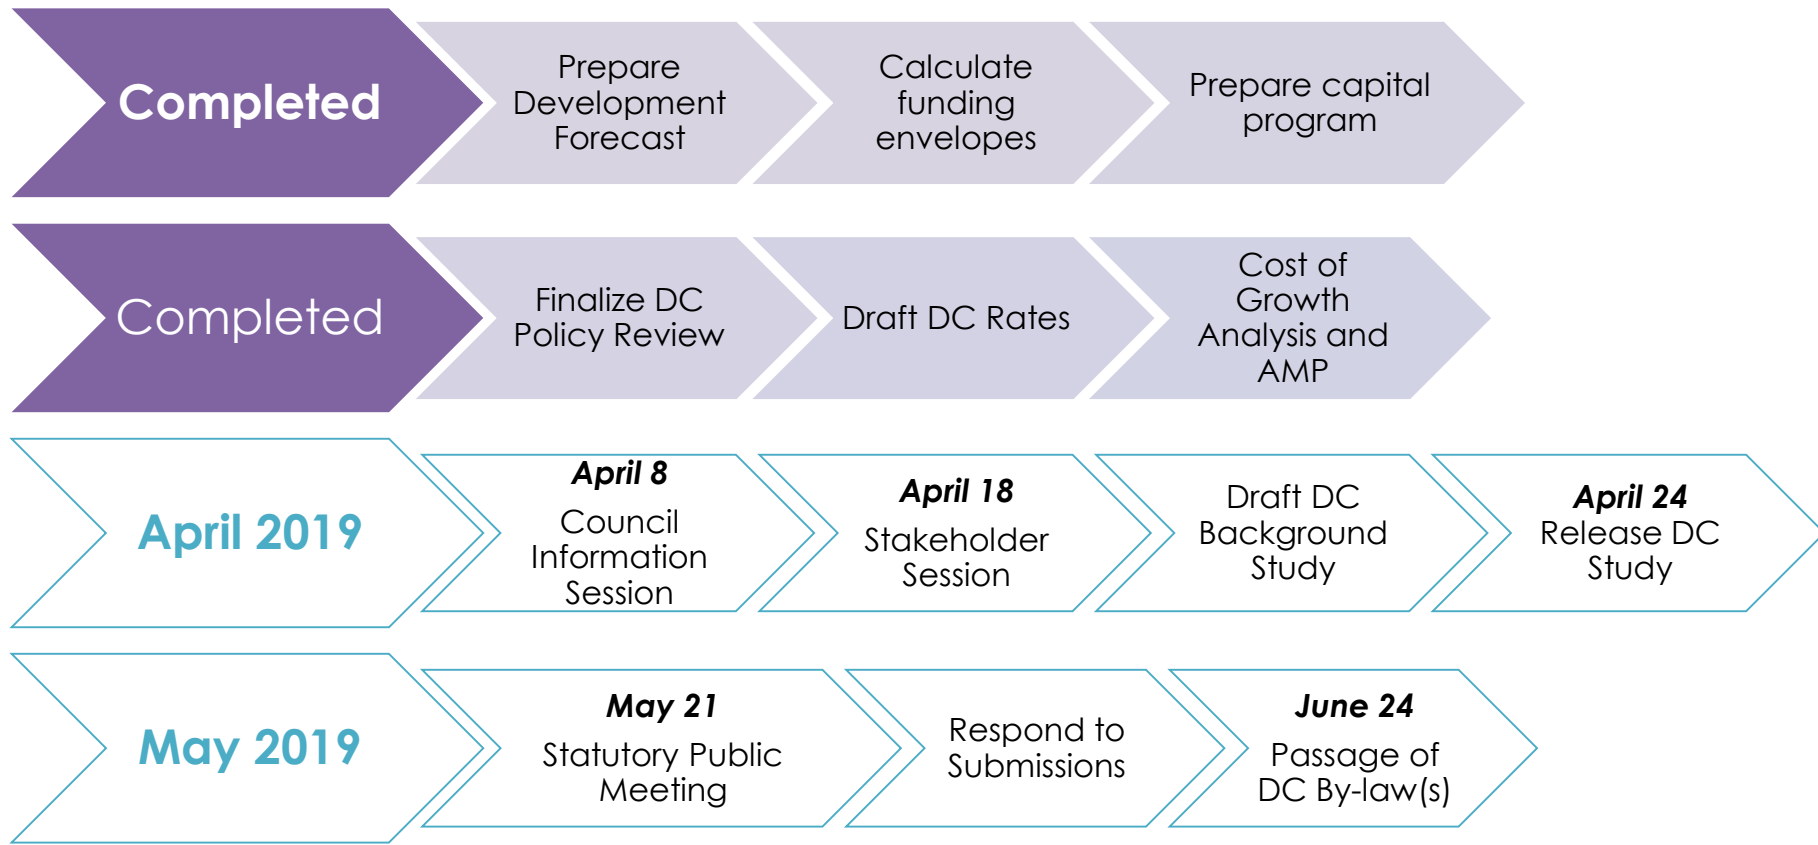 Completed
Prepare
Development
Forecast
Calculate
funding
envelopes
Prepare capital
program
Completed
Finalize DC
Policy Review
Draft DC Rates
Cost of
Growth
Analysis and
AMP
April 2019
April 8
Council
Information
Session
April 18
Stakeholder
Session
Draft DC
Background
Study
April 24
Release DC
Study
May 2019
May 21
Statutory Public
Meeting
Respond to
Submissions
June 24
Passage of
DC By-law(s)